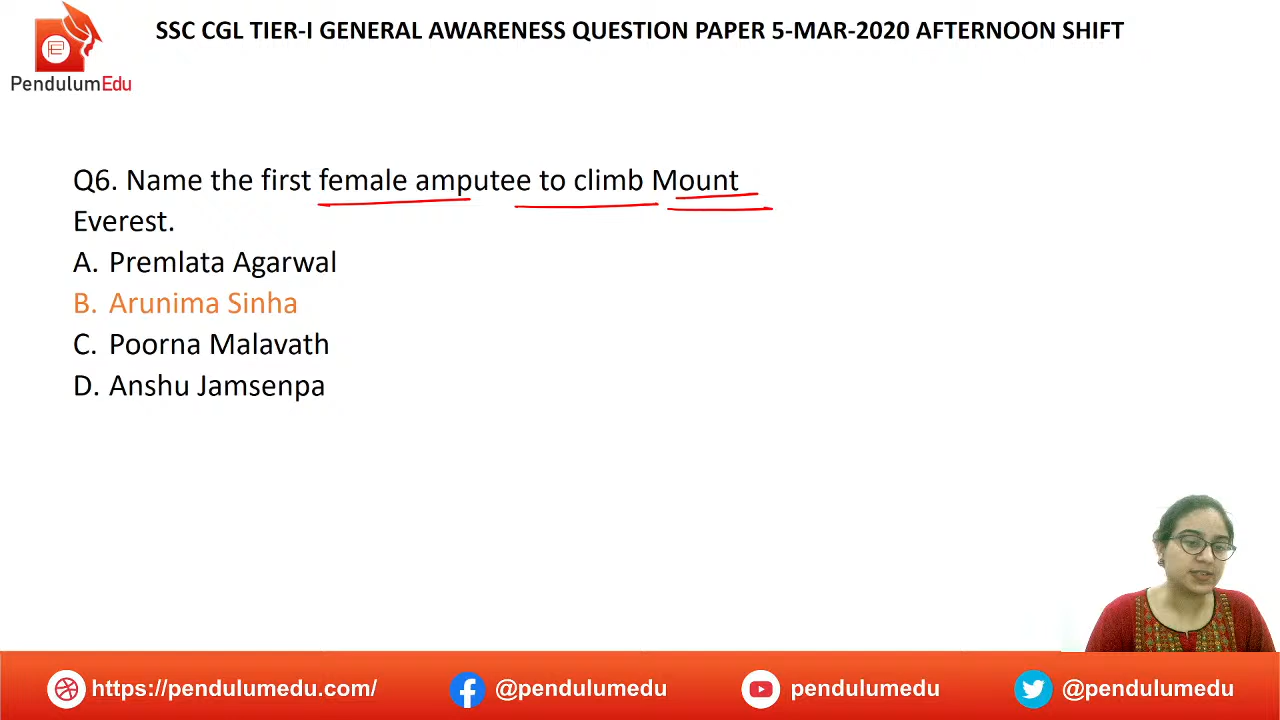 SSC CGL TIER-I GENERAL AWARENESS QUESTION PAPER 5-MAR-2020 AFTERNOON SHIFT
PendulumEdu
Q6. Name the first female amputee to climb Mount
Everest.
A. Premlata Agarwal
B. Arunima Sinha
C. Poorna Malavath
D. Anshu Jamsenpa
https://pendulumedu.com/ @pendulumedu pendulumedu @pendulumedu